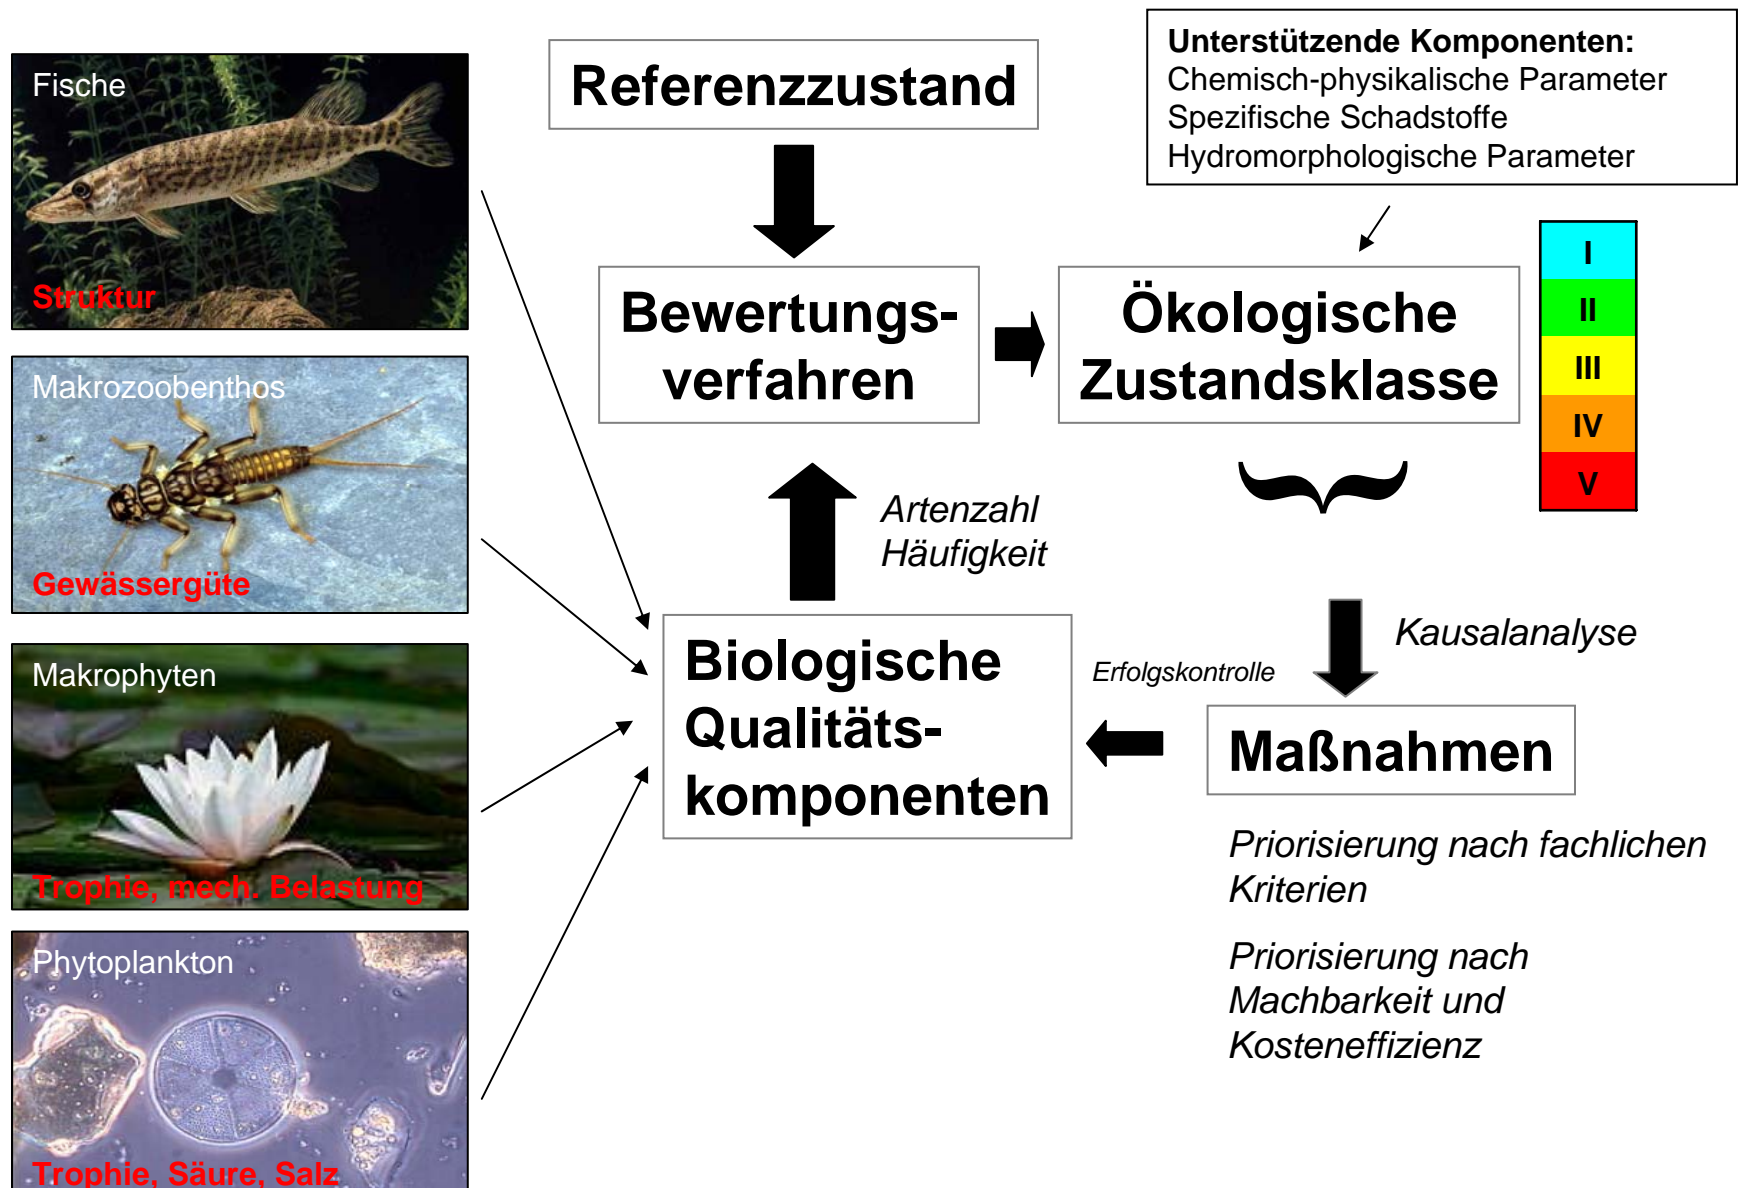 Fische
Struktur
Makrozoobenthos
Gewässergüte
Makrophyten
Trophie, mech. Belastung
Phytoplankton
Trophie, Säure, Salz
Referenzzustand
Unterstützende Komponenten:
Chemisch-physikalische Parameter
Spezifische Schadstoffe
Hydromorphologische Parameter
Bewertungs-
verfahren
Ökologische
Zustandsklasse
I
II
III
IV
V
Artenzahl
Häufigkeit
Kausalanalyse
Biologische
Qualitäts-
komponenten
Erfolgskontrolle
Maßnahmen
Priorisierung nach fachlichen
Kriterien
Priorisierung nach
Machbarkeit und
Kosteneffizienz